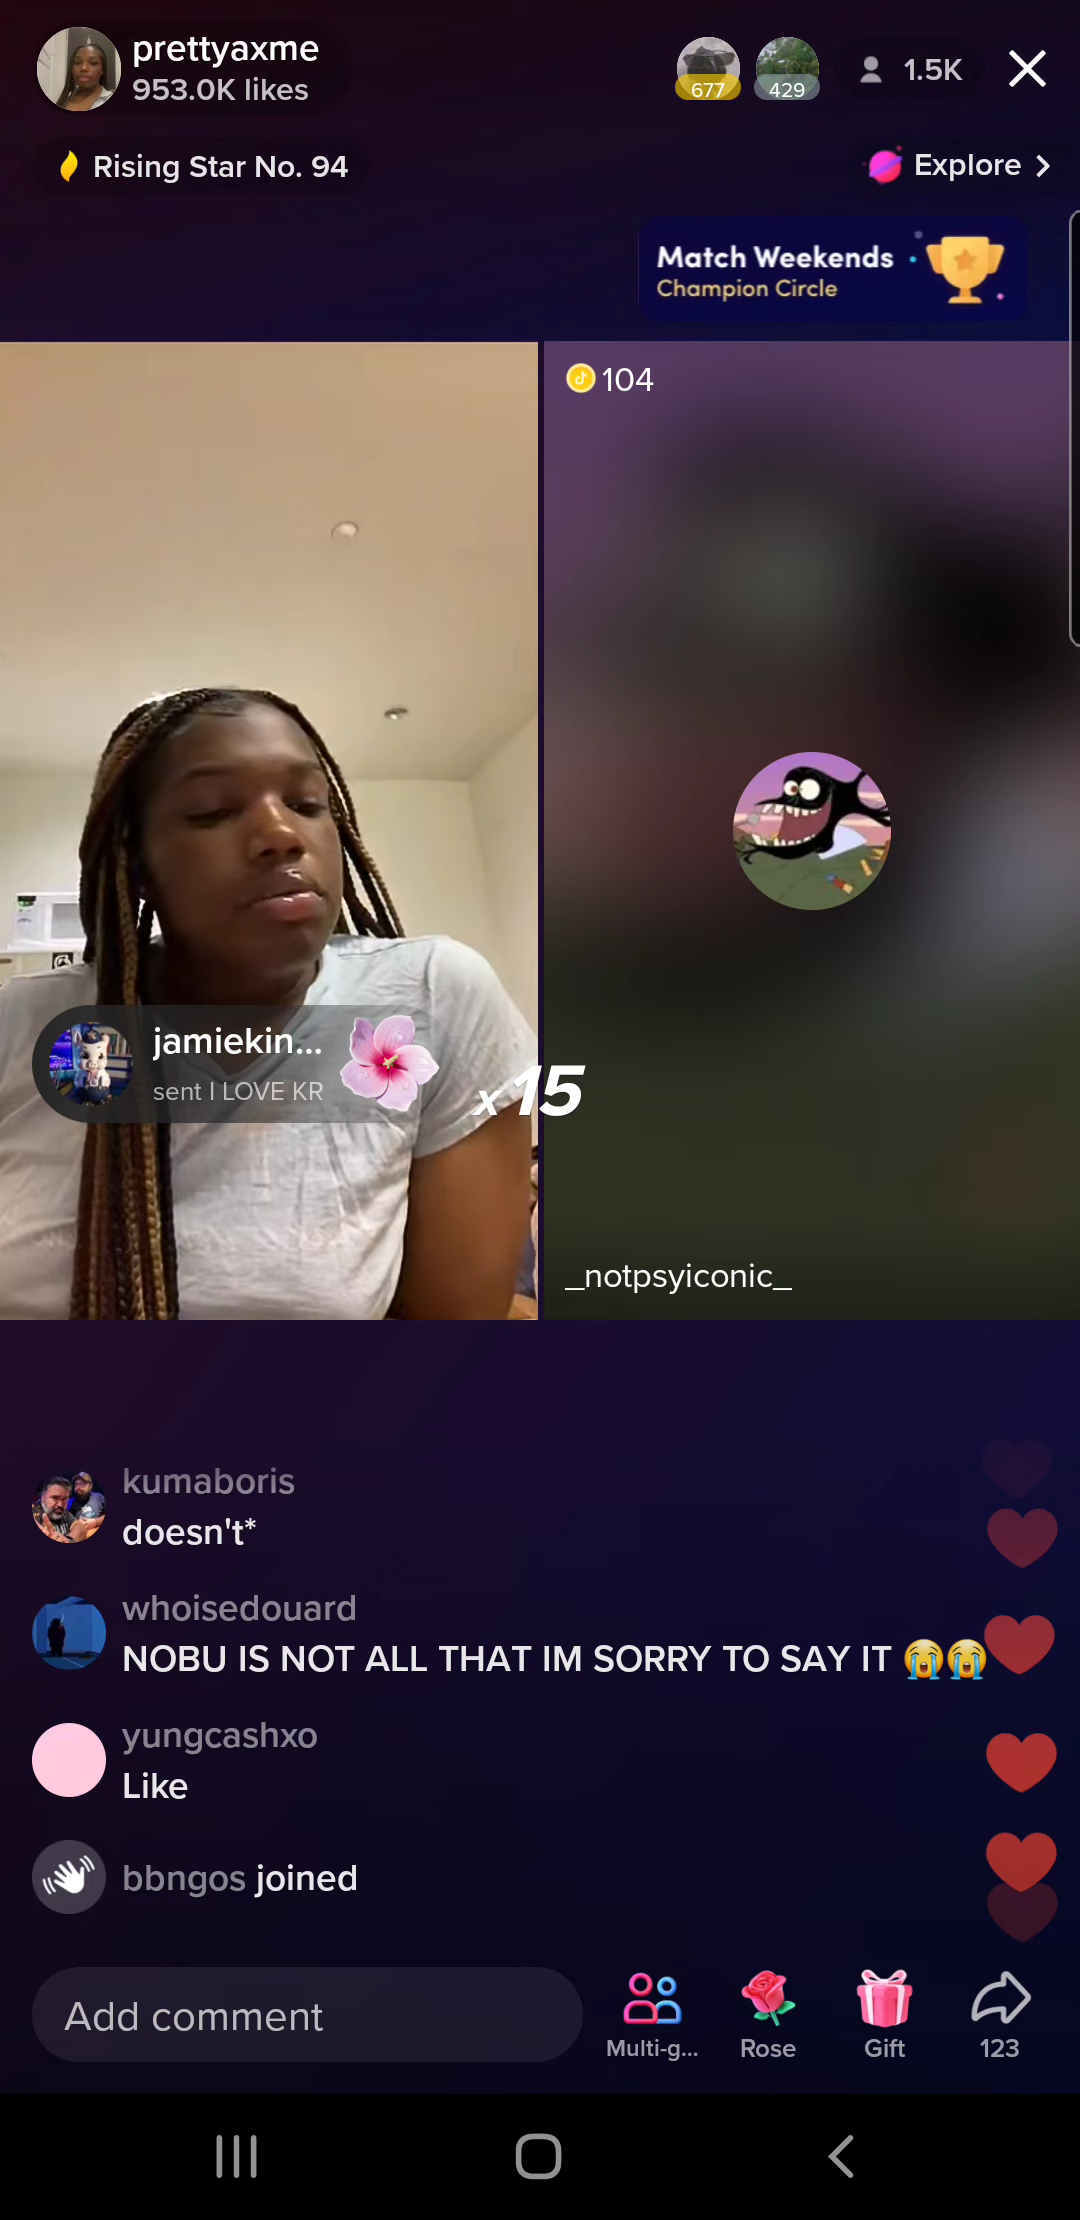 prettyaxme
953.0K likes
677
429
1.5K
Rising Star No. 94
Explore
Match Weekends
Champion Circle
104
jamiekin...
sent I LOVE KR
x 15
_notpsyiconic_
kumaboris
doesn't*
whoisedouard
NOBU IS NOT ALL THAT IM SORRY TO SAY IT 😭😭
yungcashxo
Like
bbngos joined
Add comment
Multi-g...
Rose
Gift
123